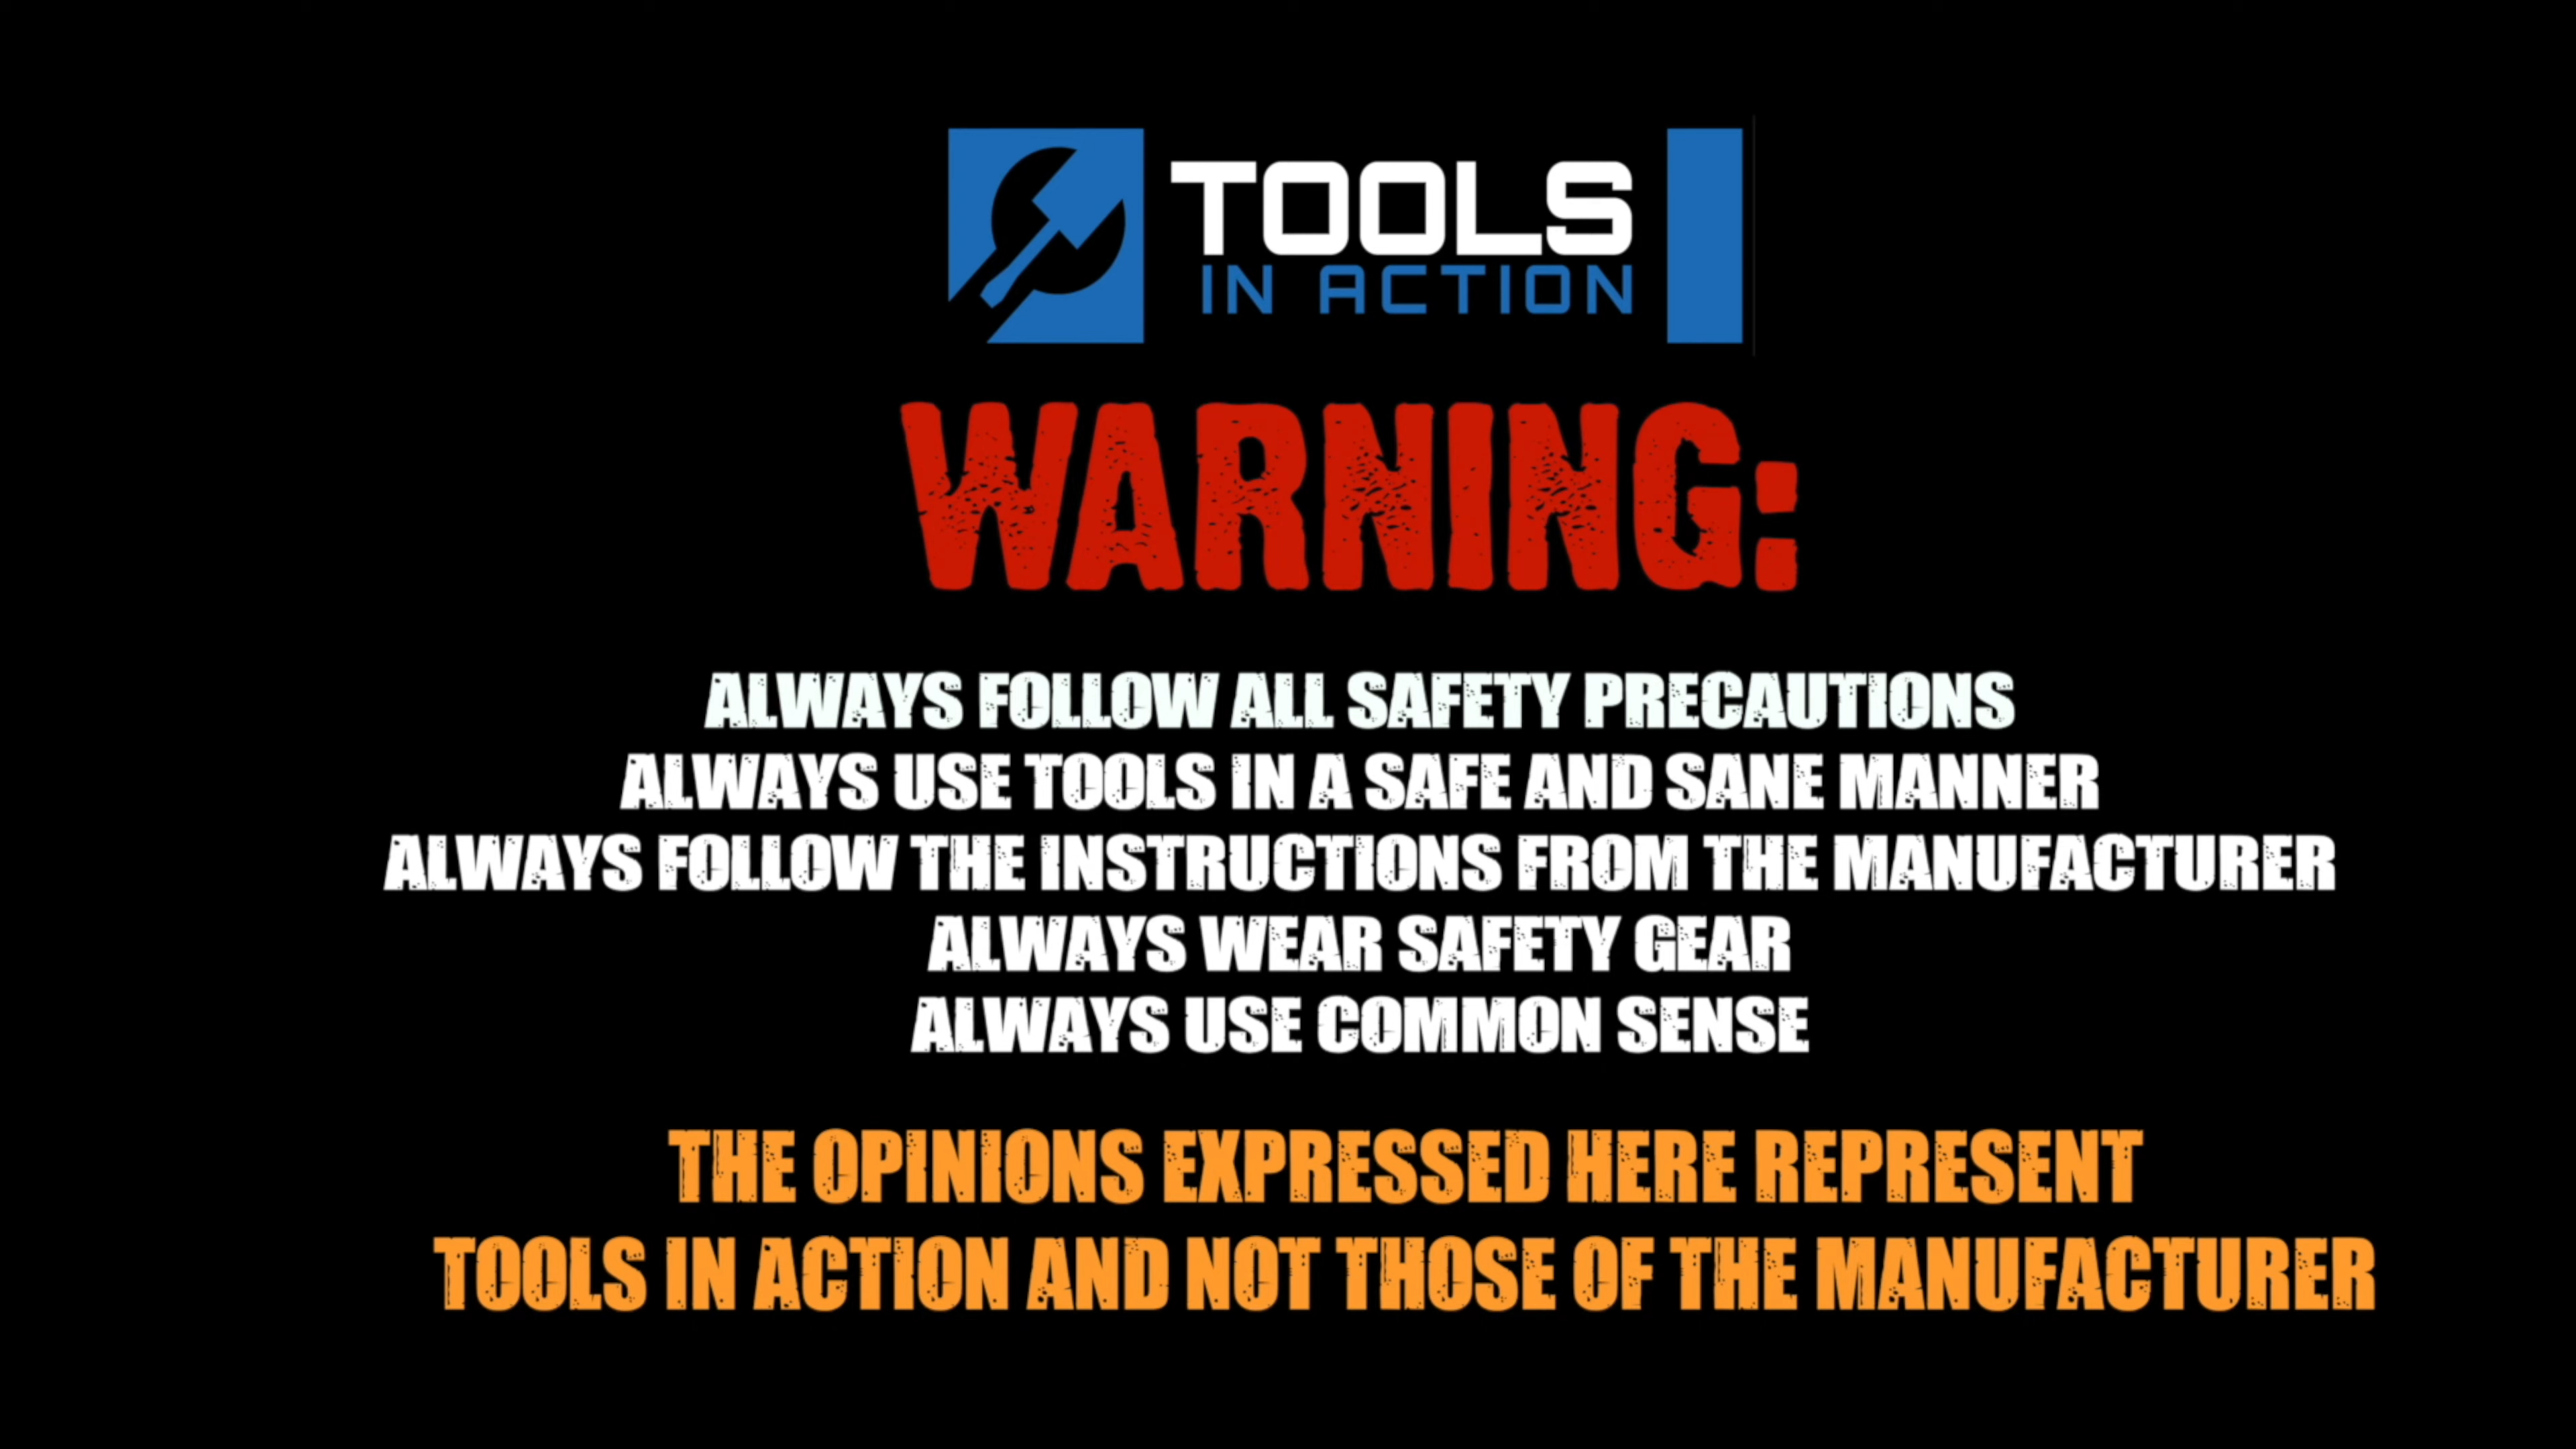 TOOLS
IN ACTION
WARNING:
ALWAYS FOLLOW ALL SAFETY PRECAUTIONS
ALWAYS USE TOOLS IN A SAFE AND SANE MANNER
ALWAYS FOLLOW THE INSTRUCTIONS FROM THE MANUFACTURER
ALWAYS WEAR SAFETY GEAR
ALWAYS USE COMMON SENSE
THE OPINIONS EXPRESSED HERE REPRESENT
TOOLS IN ACTION AND NOT THOSE OF THE MANUFACTURER